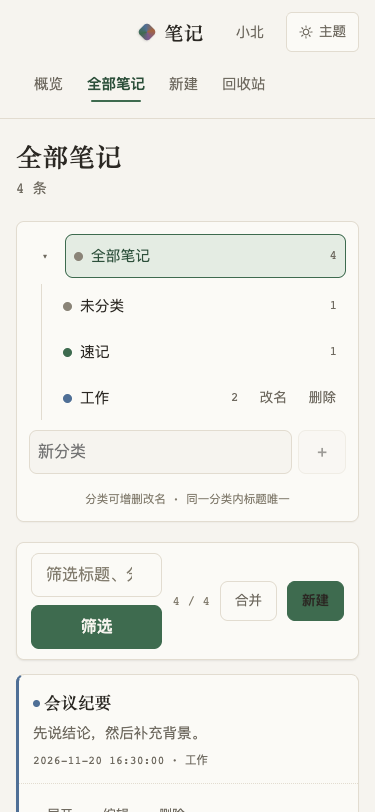 笔记 小北 主题
概览 全部笔记 新建 回收站
全部笔记
4 条
全部笔记 4
未分类 1
速记 1
工作 2 改名 删除
新分类 +
分类可增删改名 · 同一分类内标题唯一
筛选标题、
筛选 4 / 4 合并 新建
会议纪要
先说结论，然后补充背景。
2026-11-20 16:30:00 · 工作